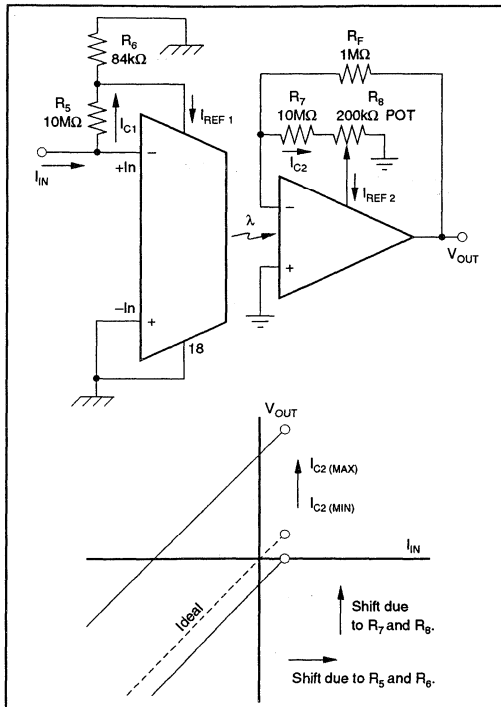 R6
84kΩ
R5
10MΩ
IC1
IREF 1
IIN
+In
−
−In
+
18
λ
RF
1MΩ
R7
10MΩ
R8
200kΩ POT
IC2
IREF 2
−
+
VOUT
VOUT
IC2 (MAX)
IC2 (MIN)
IIN
Ideal
Shift due
to R7 and R8.
Shift due to R5 and R6.